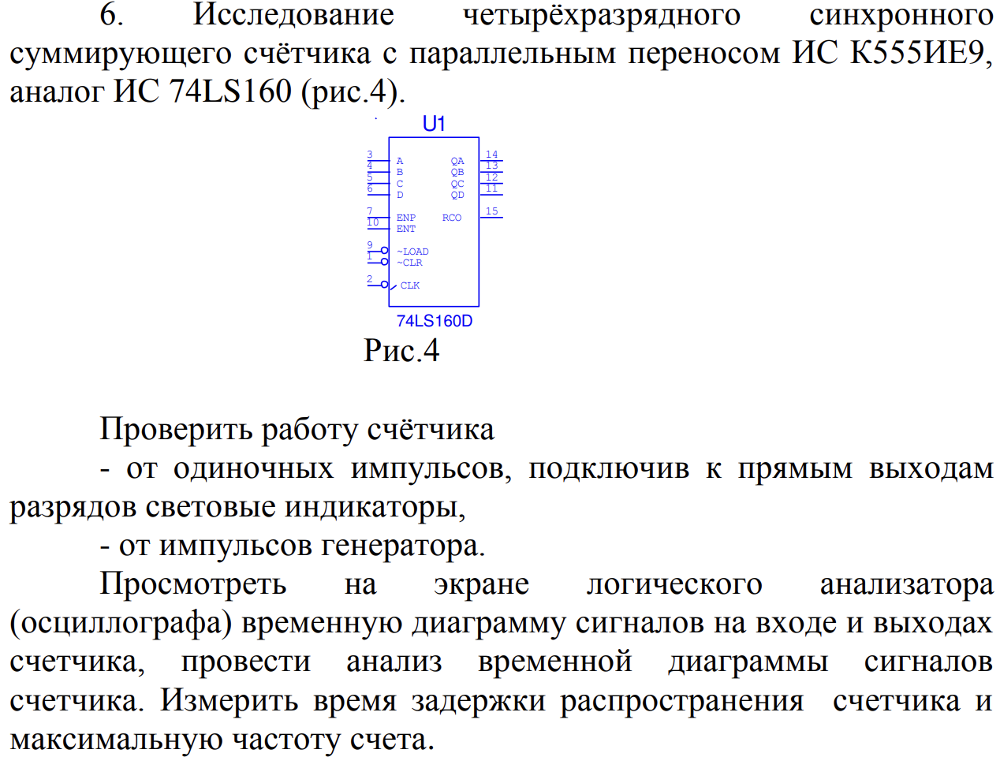 6. Исследование четырёхразрядного синхронного
суммирующего счётчика с параллельным переносом ИС К555ИЕ9,
аналог ИС 74LS160 (рис.4).
U1
3 A QA 14
4 B QB 13
5 C QC 12
6 D QD 11
7 ENP RCO 15
10 ENT
9 ~LOAD
1 ~CLR
2 CLK
74LS160D
Рис.4
Проверить работу счётчика
- от одиночных импульсов, подключив к прямым выходам
разрядов световые индикаторы,
- от импульсов генератора.
Просмотреть на экране логического анализатора
(осциллографа) временную диаграмму сигналов на входе и выходах
счетчика, провести анализ временной диаграммы сигналов
счетчика. Измерить время задержки распространения счетчика и
максимальную частоту счета.